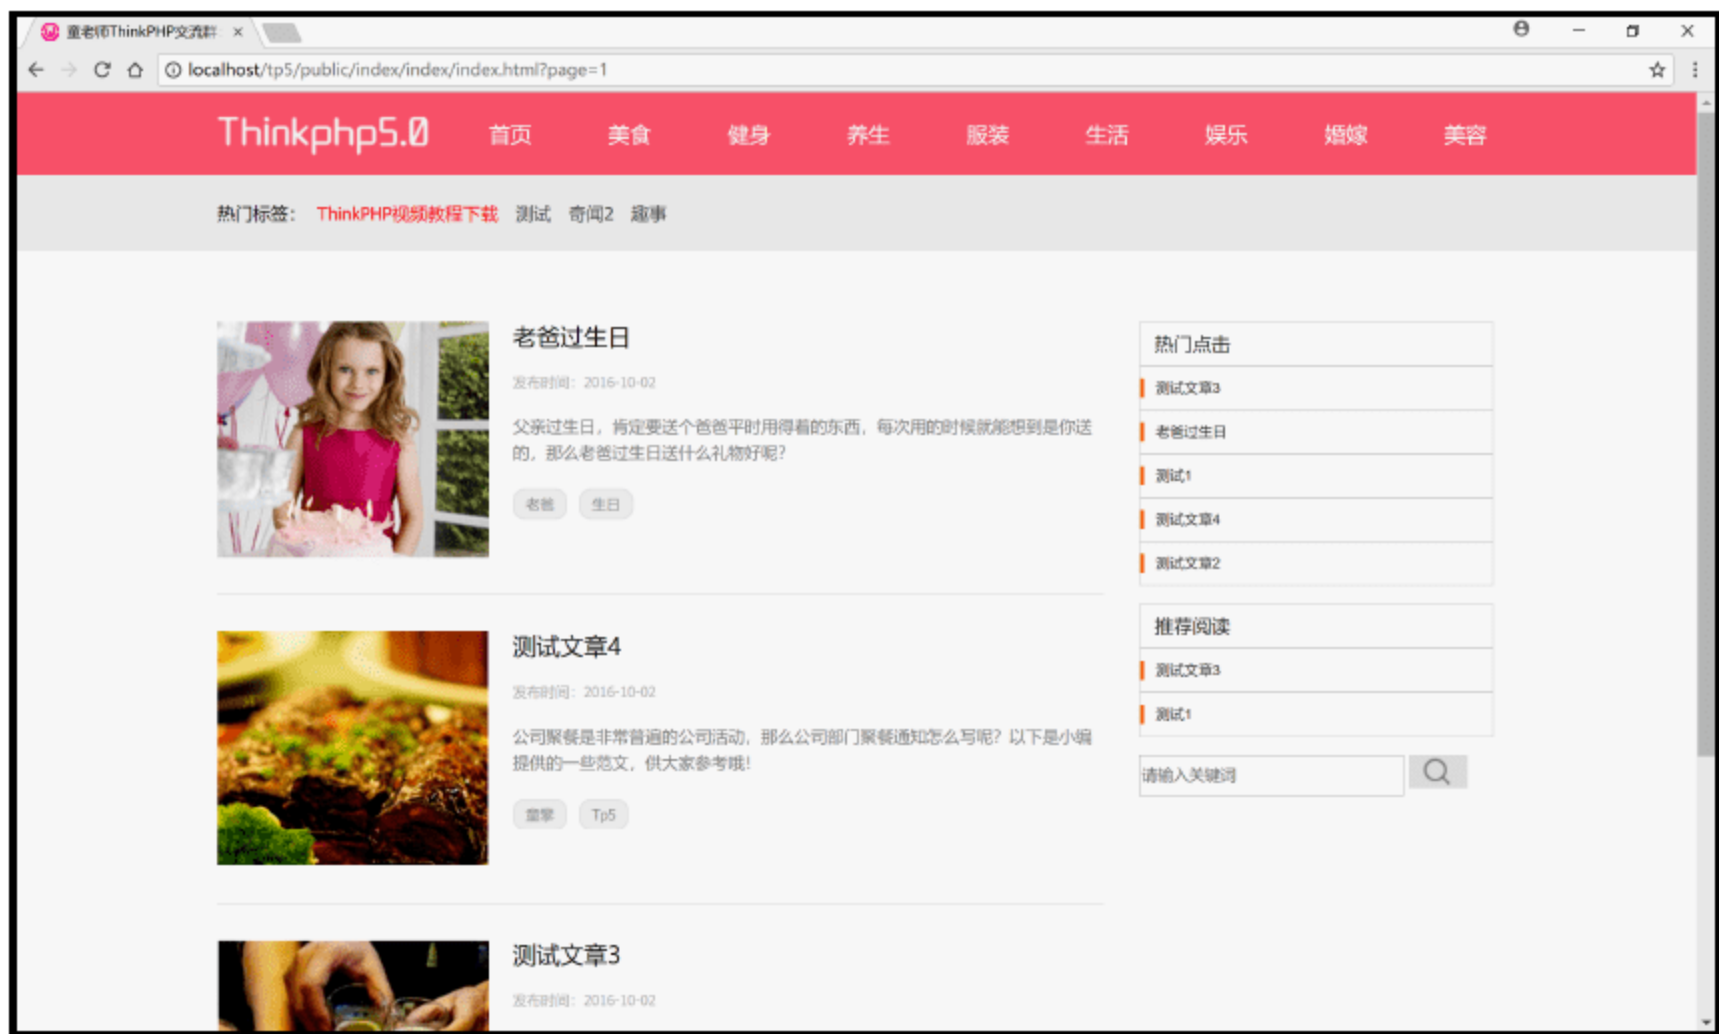 童老师ThinkPHP交流群
localhost/tp5/public/index/index/index.html?page=1
Thinkphp5.0 首页 美食 健身 养生 服装 生活 娱乐 婚嫁 美容
热门标签： ThinkPHP视频教程下载 测试 奇闻2 趣事
老爸过生日
发布时间：2016-10-02
父亲过生日，肯定要送个爸爸平时用得着的东西，每次用的时候就能想到是你送
的，那么老爸过生日送什么礼物好呢？
老爸 生日
测试文章4
发布时间：2016-10-02
公司聚餐是非常普遍的公司活动，那么公司部门聚餐通知怎么写呢？以下是小编
提供的一些范文，供大家参考哦！
Tp5
测试文章3
发布时间：2016-10-02
热门点击
测试文章3
老爸过生日
测试1
测试文章4
测试文章2
推荐阅读
测试文章3
测试1
请输入关键词